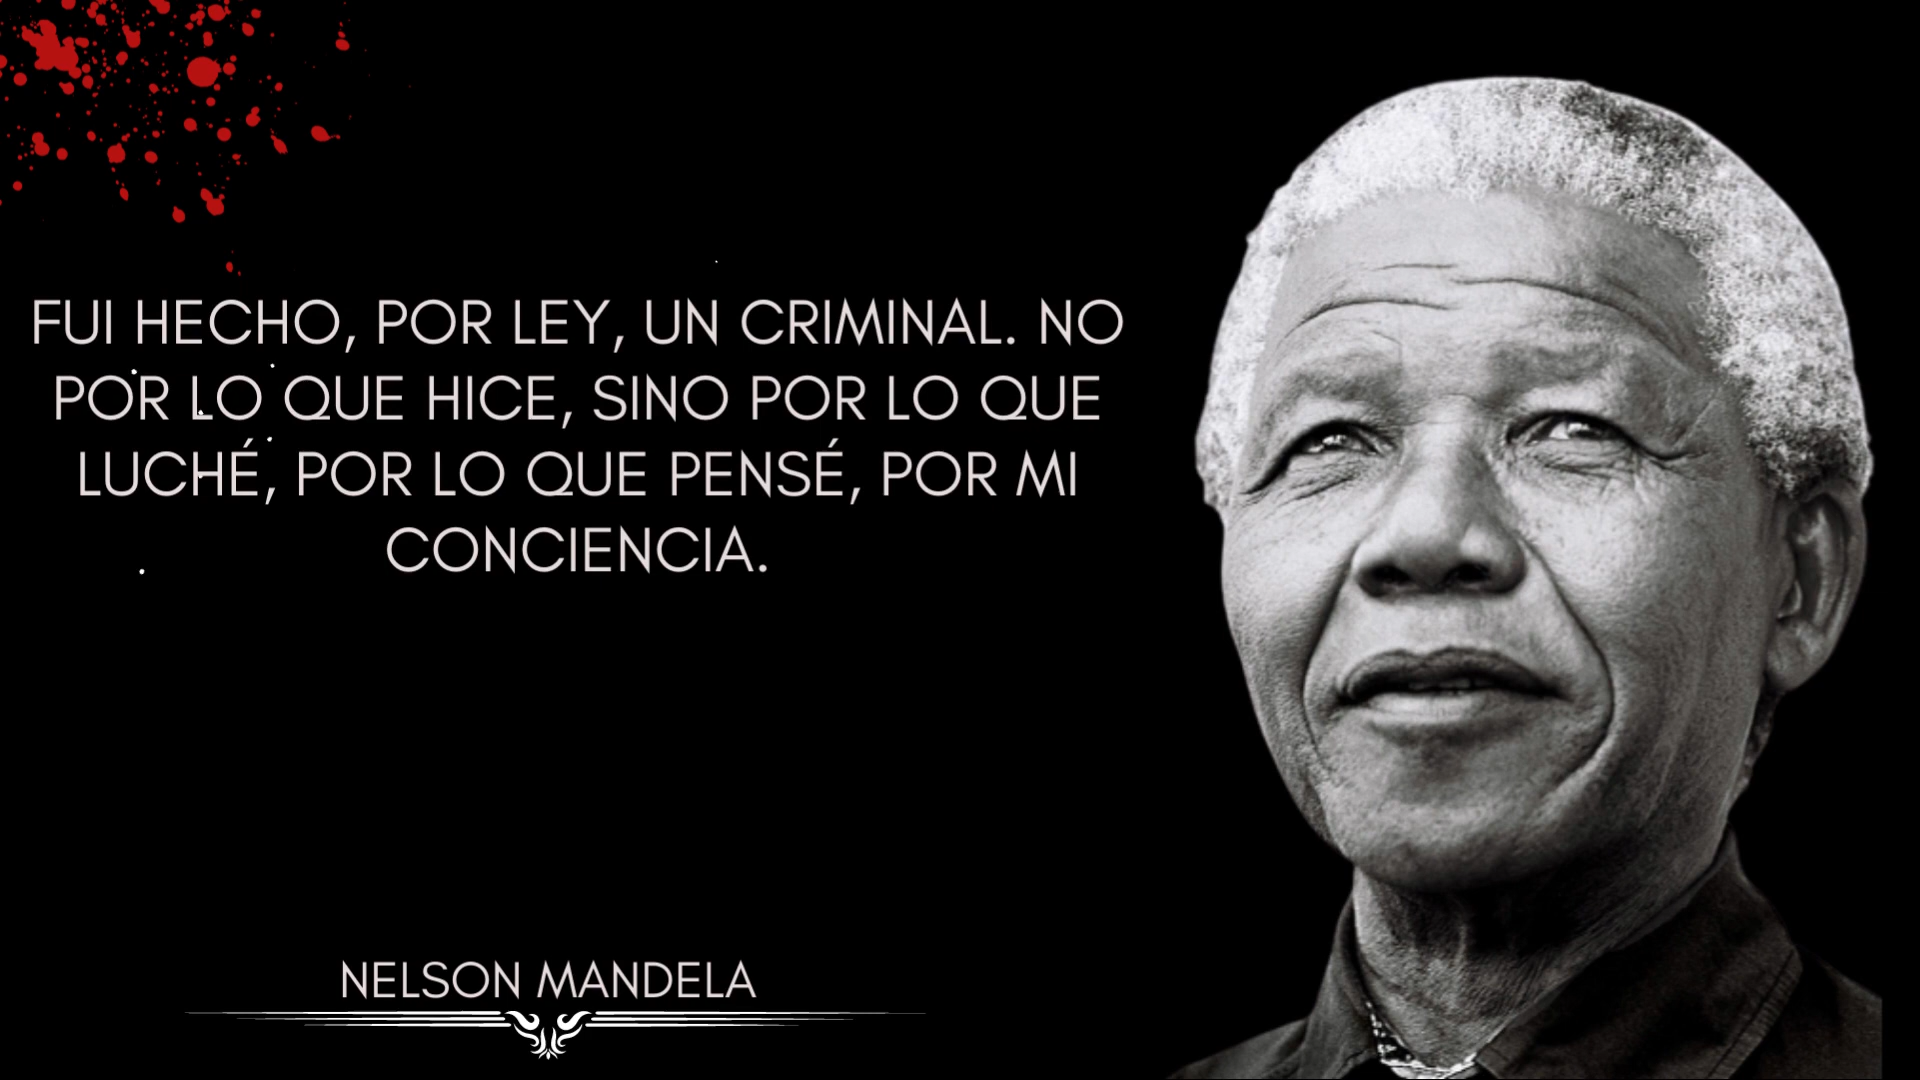 FUI HECHO, POR LEY, UN CRIMINAL. NO
POR LO QUE HICE, SINO POR LO QUE
LUCHÉ, POR LO QUE PENSÉ, POR MI
CONCIENCIA.
NELSON MANDELA